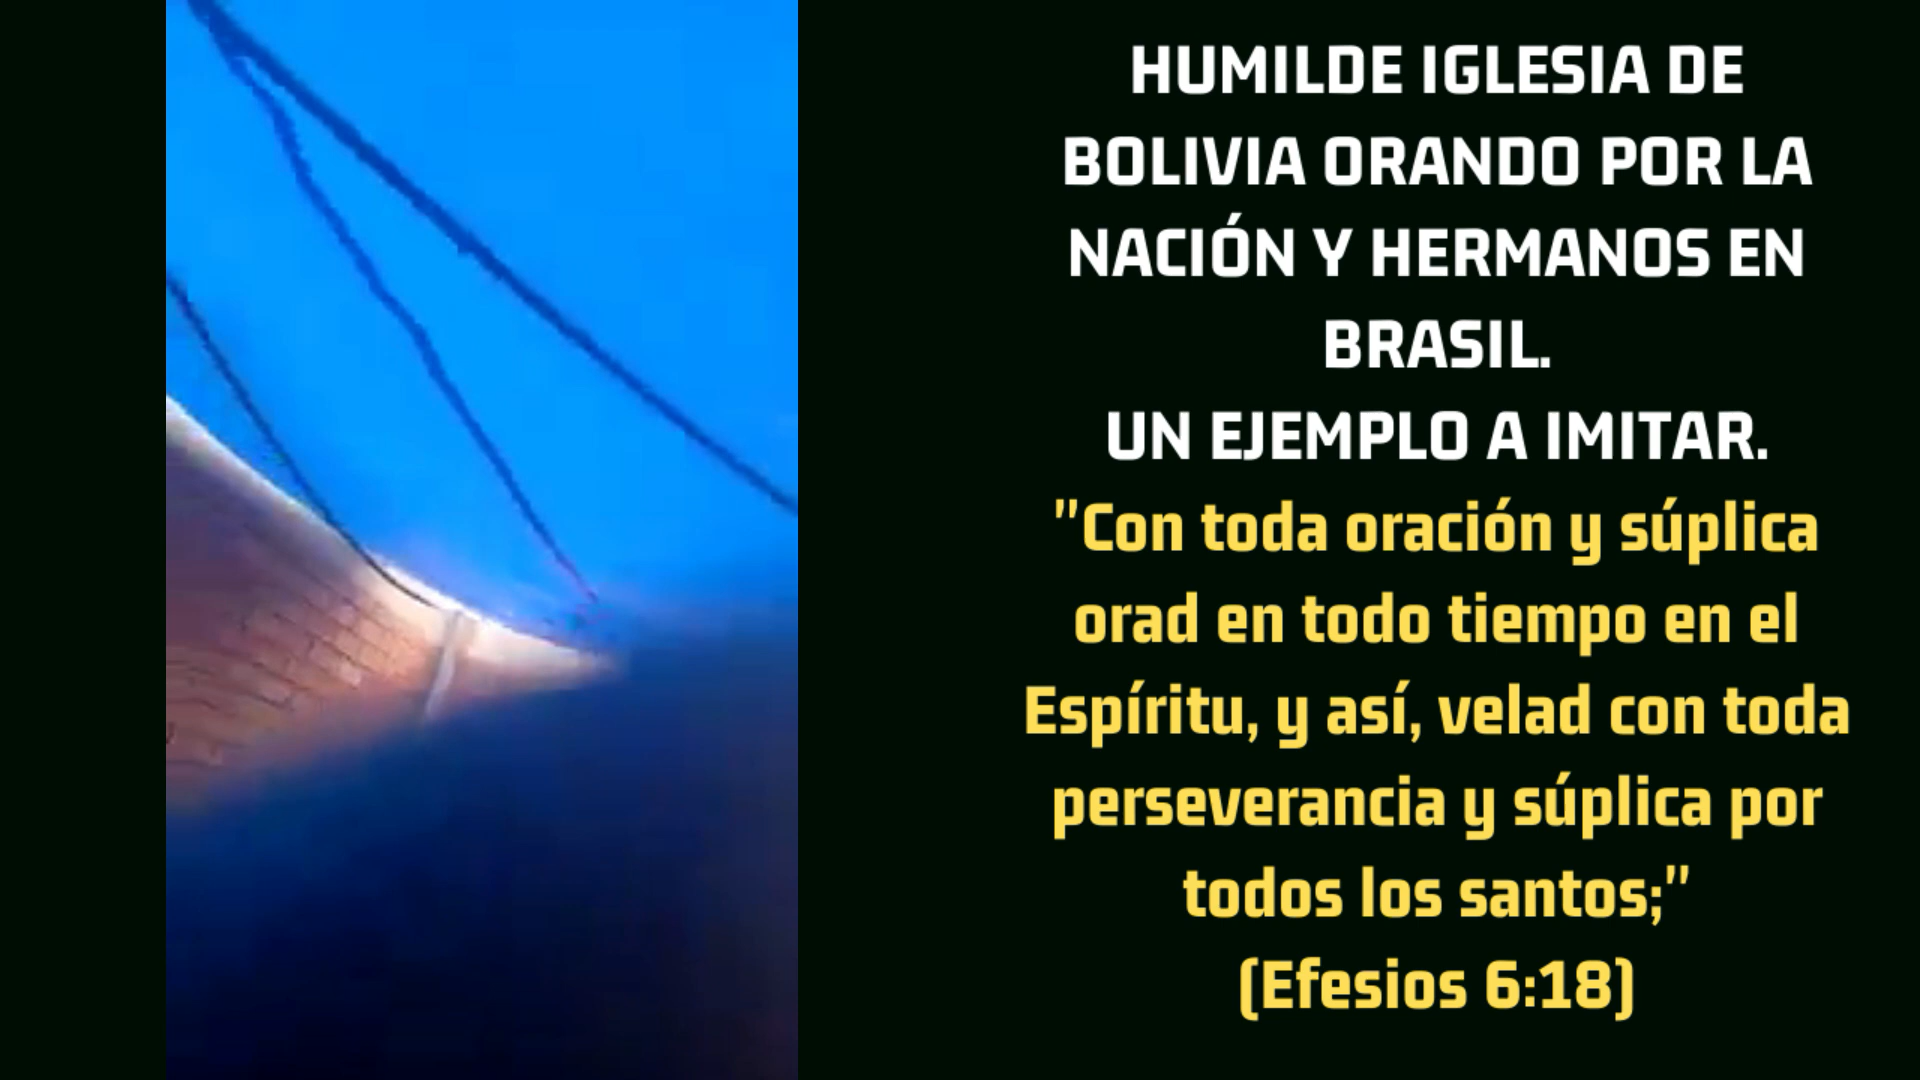 HUMILDE IGLESIA DE
BOLIVIA ORANDO POR LA
NACIÓN Y HERMANOS EN
BRASIL.
UN EJEMPLO A IMITAR.
"Con toda oración y súplica
orad en todo tiempo en el
Espíritu, y así, velad con toda
perseverancia y súplica por
todos los santos;"
(Efesios 6:18)